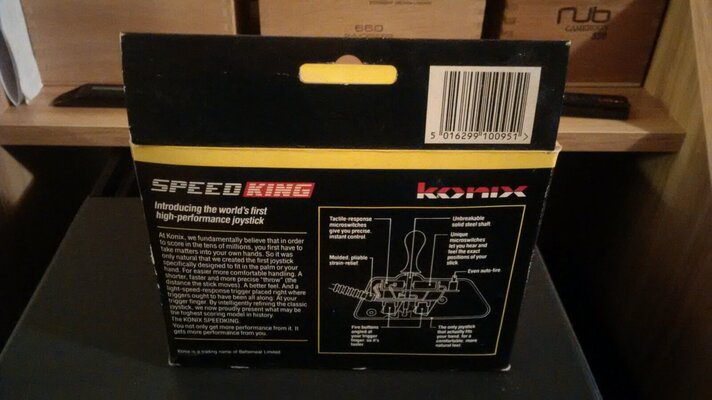 660
nub
CAMEROON
5 016299 100951 >
SPEED KING
konix
Introducing the world's first
high-performance joystick
At Konix, we fundamentally believe that in order
to score in the tens of millions, you first have to
take matters into your own hands. So it was
only natural that we created the first joystick
specifically designed to fit in the palm of your
hand. For easier more comfortable handling. A
shorter, faster and more precise "throw" (the
distance the stick moves). A better feel. And a
light-speed-response trigger placed right where
triggers ought to have been all along. At your
trigger finger. By intelligently refining the classic
joystick, we now proudly present what may be
the highest scoring model in history.
The KONIX SPEEDKING.
You not only get more performance from it. It
gets more performance from you.
Konix is a trading name of Betterneat Limited
Tactile-response
microswitches
give you precise,
instant control.
Unbreakable
solid steel shaft
Unique
microswitches
let you hear and
feel the exact
positions of your
stick
Molded, pliable
strain-relief
Even auto-fire
Fire buttons
angled at
your trigger
finger, so it's
faster
The only joystick
that actually fits
your hand, for a
comfortable, more
natural feel